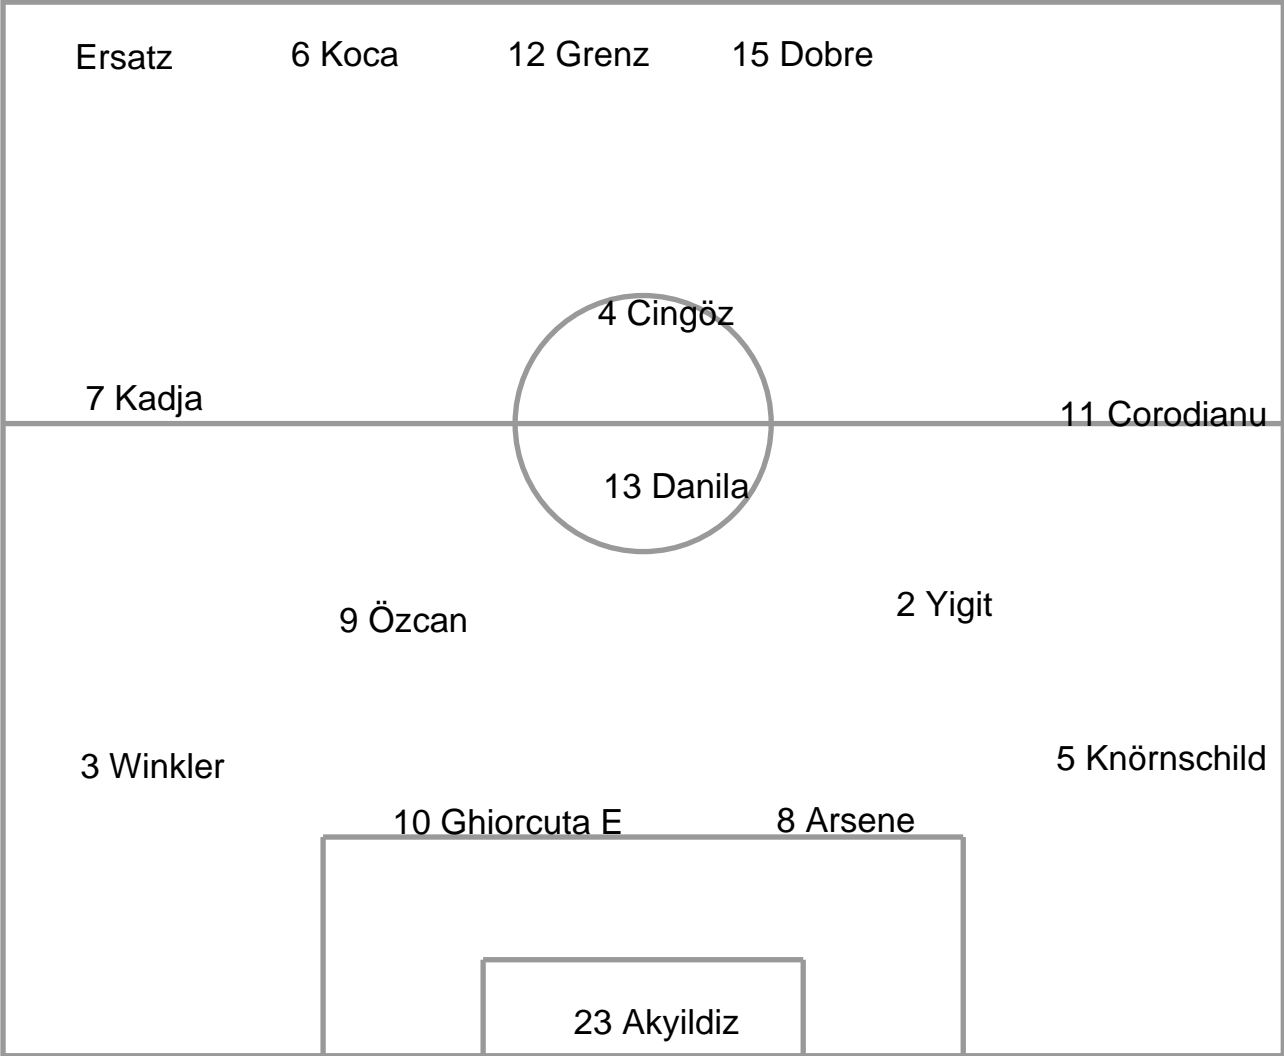 Ersatz 6 Koca 12 Grenz 15 Dobre
4 Cingöz
7 Kadja 11 Corodianu
13 Danila
9 Özcan 2 Yigit
3 Winkler 5 Knörnschild
10 Ghiorcuta E 8 Arsene
23 Akyildiz